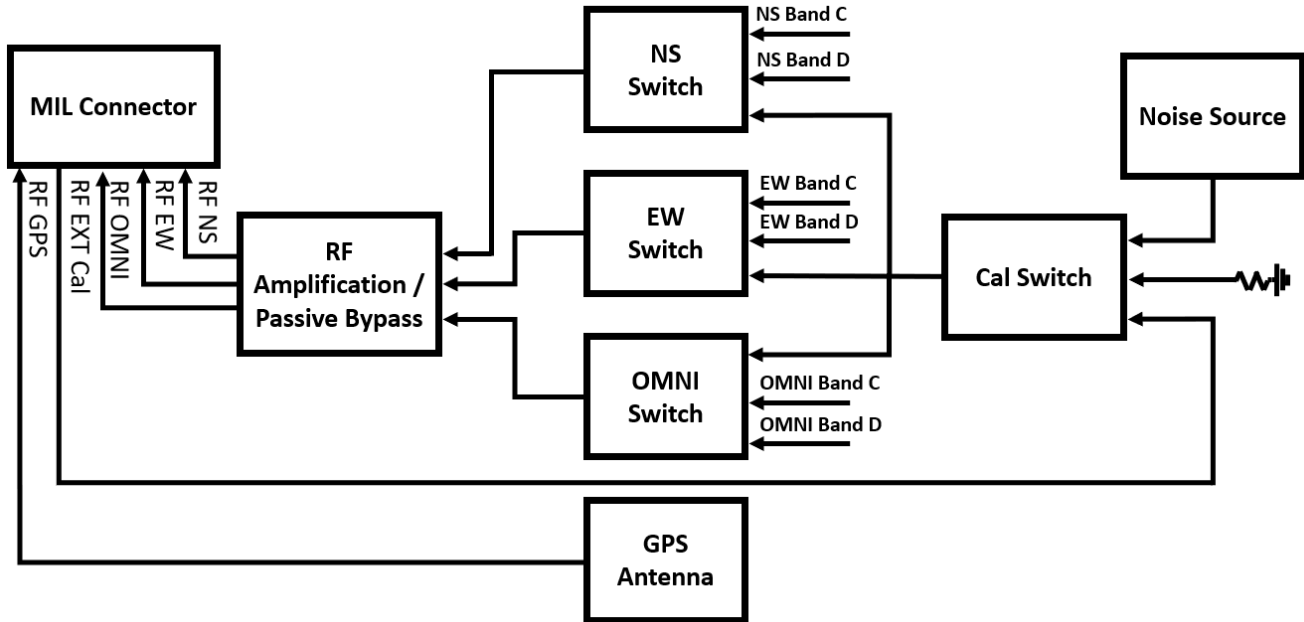 NS Band C
NS Band D
NS
Switch
MIL Connector
Noise Source
RF GPS
RF EXT Cal
RF OMNI
RF EW
RF NS
EW Band C
EW Band D
EW
Switch
RF
Amplification /
Passive Bypass
Cal Switch
OMNI
Switch
OMNI Band C
OMNI Band D
GPS
Antenna